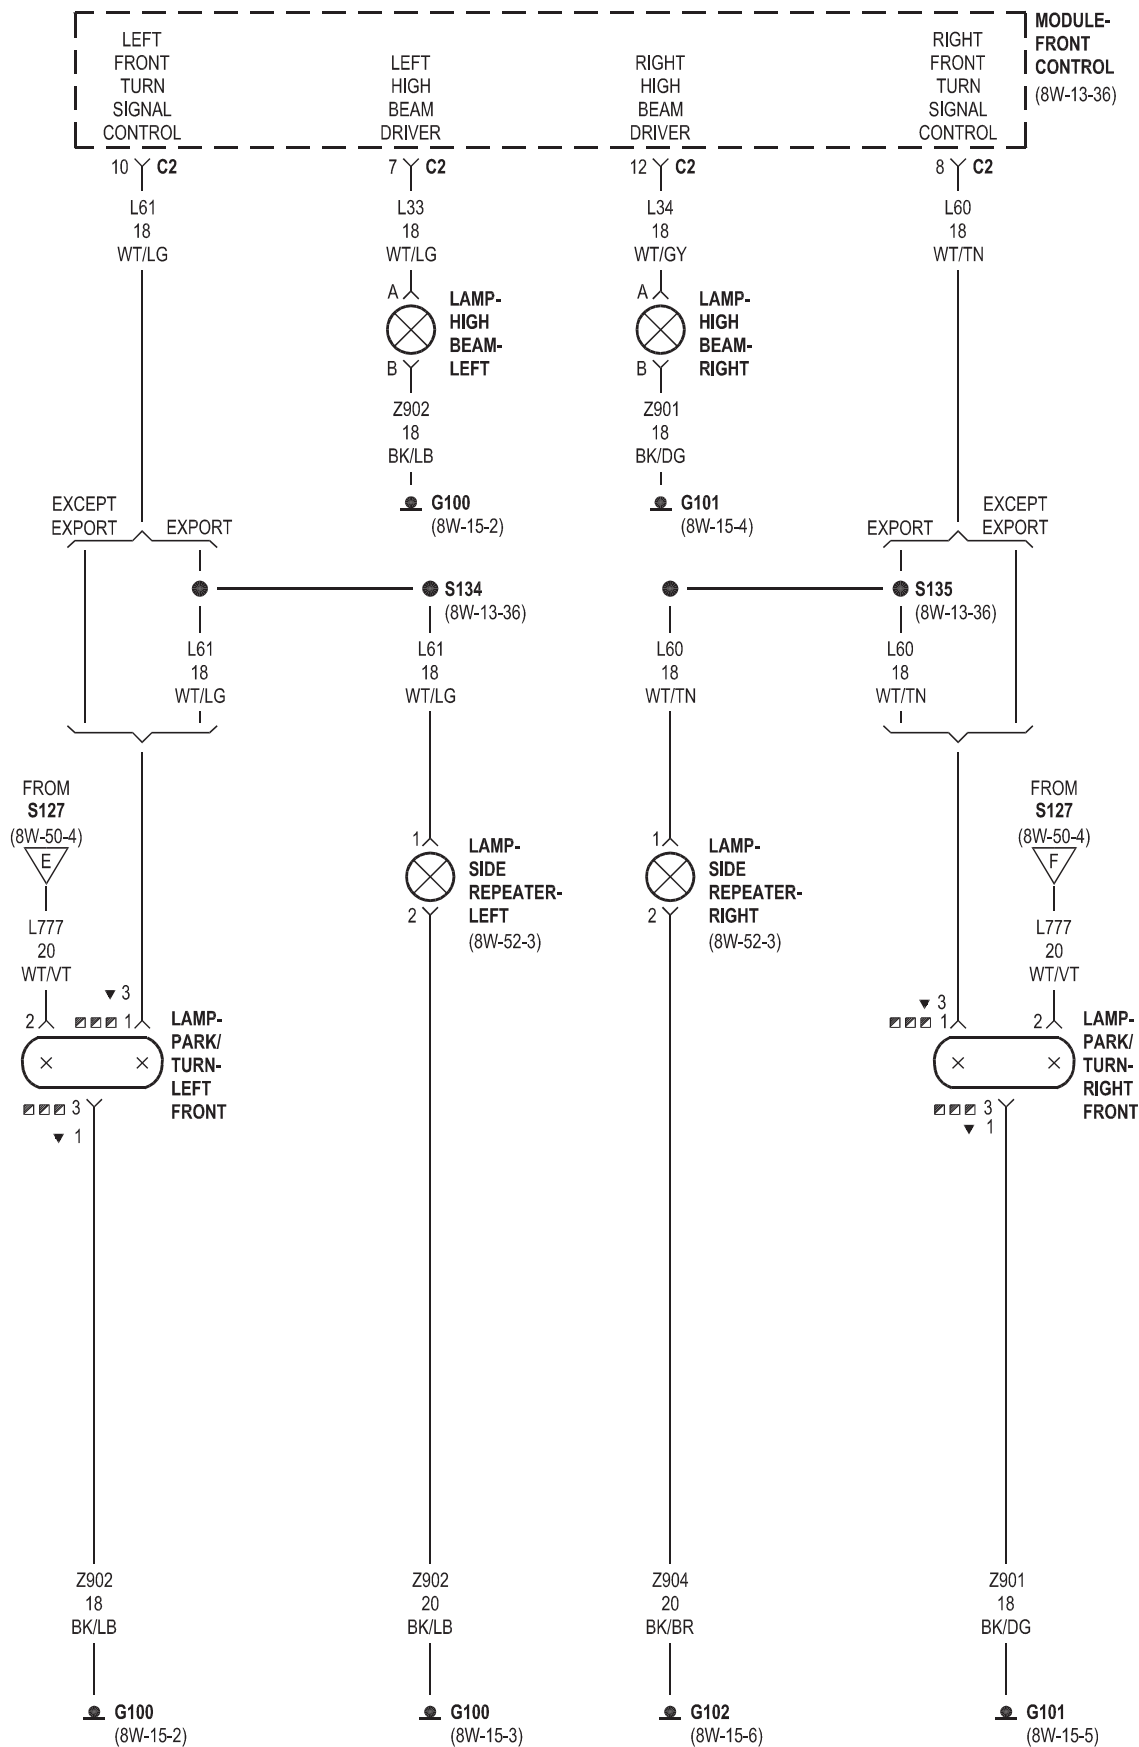 MODULE-
FRONT
CONTROL
(8W-13-36)
LEFT
FRONT
TURN
SIGNAL
CONTROL
LEFT
HIGH
BEAM
DRIVER
RIGHT
HIGH
BEAM
DRIVER
RIGHT
FRONT
TURN
SIGNAL
CONTROL
10 C2
7 C2
12 C2
8 C2
L61
18
WT/LG
L33
18
WT/LG
L34
18
WT/GY
L60
18
WT/TN
A
LAMP-
HIGH
BEAM-
LEFT
B
A
LAMP-
HIGH
BEAM-
RIGHT
B
Z902
18
BK/LB
Z901
18
BK/DG
G100
(8W-15-2)
G101
(8W-15-4)
EXCEPT
EXPORT
EXPORT
EXPORT
EXCEPT
EXPORT
S134
(8W-13-36)
S135
(8W-13-36)
L61
18
WT/LG
L61
18
WT/LG
L60
18
WT/TN
L60
18
WT/TN
FROM
S127
(8W-50-4)
E
L777
20
WT/VT
FROM
S127
(8W-50-4)
F
L777
20
WT/VT
1
LAMP-
SIDE
REPEATER-
LEFT
(8W-52-3)
2
1
LAMP-
SIDE
REPEATER-
RIGHT
(8W-52-3)
2
3
2
1
LAMP-
PARK/
TURN-
LEFT
FRONT
3
1
3
1
2
LAMP-
PARK/
TURN-
RIGHT
FRONT
3
1
Z902
18
BK/LB
Z902
20
BK/LB
Z904
20
BK/BR
Z901
18
BK/DG
G100
(8W-15-2)
G100
(8W-15-3)
G102
(8W-15-6)
G101
(8W-15-5)